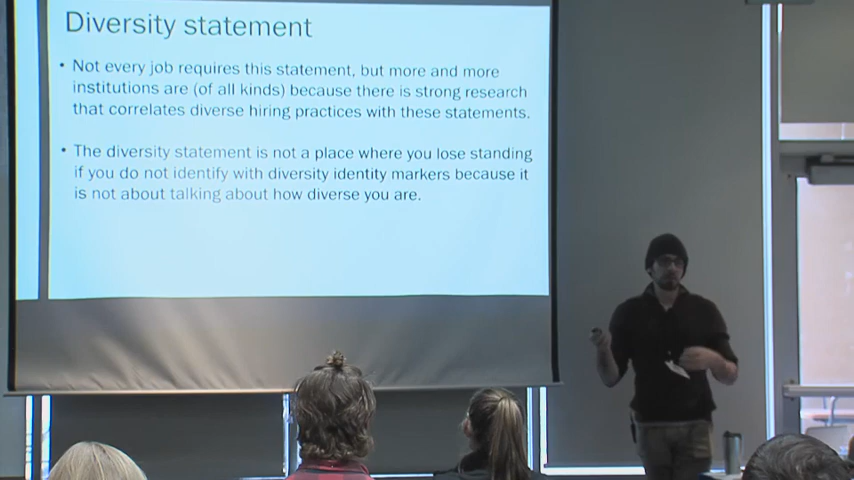 Diversity statement
• Not every job requires this statement, but more and more
institutions are (of all kinds) because there is strong research
that correlates diverse hiring practices with these statements.
• The diversity statement is not a place where you lose standing
if you do not identify with diversity identity markers because it
is not about talking about how diverse you are.